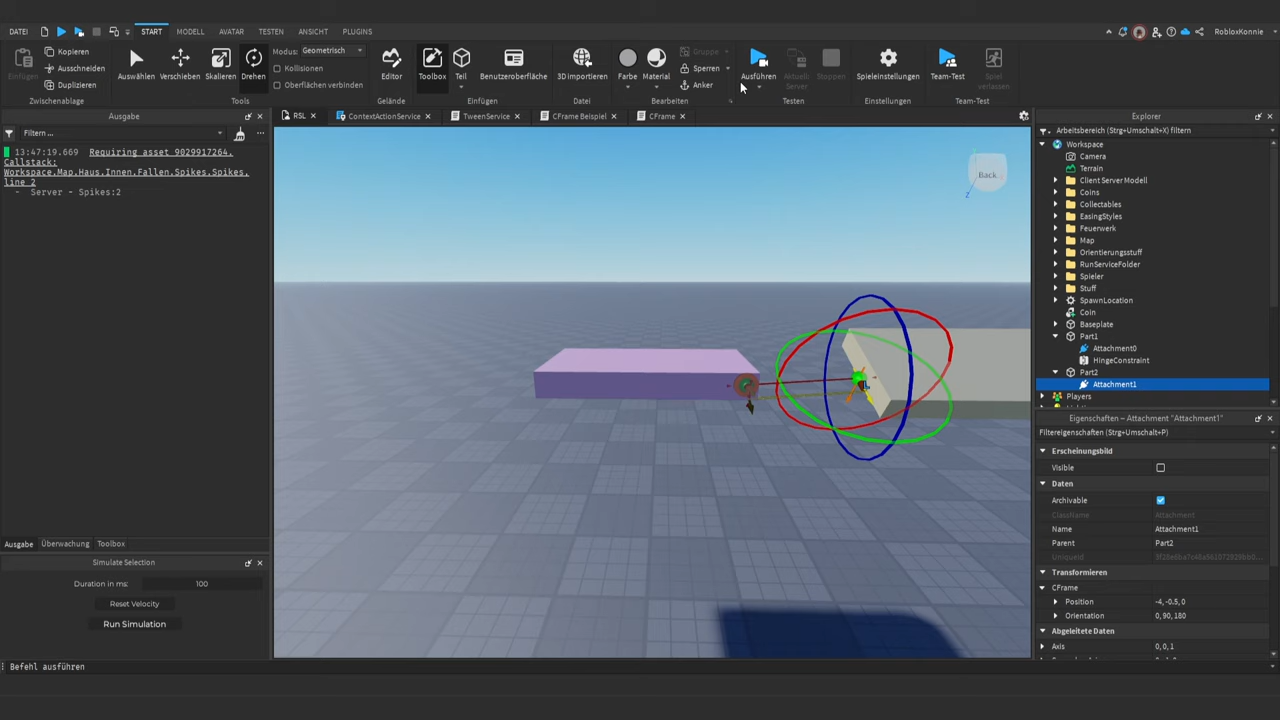 DATEI START MODELL AVATAR TESTEN ANSICHT PLUGINS RobloxKonnie
Einfügen Kopieren Ausschneiden Duplizieren
Zwischenablage
Auswählen Verschieben Skalieren Drehen
Modus: Geometrisch
Kollisionen
Oberflächen verbinden
Tools
Editor
Gelände
Toolbox Teil Benutzeroberfläche
Einfügen
3D importieren
Datei
Farbe Material Gruppe Sperren Anker
Bearbeiten
Ausführen Aktuell: Server Stoppen
Testen
Spieleinstellungen
Einstellungen
Team-Test Spiel verlassen
Team-Test
Ausgabe
Filtern ...
13:47:19.669 Requiring asset 9029917264.
Callstack:
Workspace.Map.Haus.Innen.Fallen.Spikes.Spikes,
line 2
- Server - Spikes:2
Ausgabe Überwachung Toolbox
Simulate Selection
Duration in ms: 100
Reset Velocity
Run Simulation
Befehl ausführen
RSL ContextActionService TweenService CFrame Beispiel CFrame
Back
Z
Explorer
Arbeitsbereich (Strg+Umschalt+X) filtern
Workspace
Camera
Terrain
Client Server Modell
Coins
Collectables
EasingStyles
Feuerwerk
Map
Orientierungsstuff
RunServiceFolder
Spieler
Stuff
SpawnLocation
Coin
Baseplate
Part1
Attachment0
HingeConstraint
Part2
Attachment1
Players
Eigenschaften – Attachment "Attachment1"
Filtereigenschaften (Strg+Umschalt+P)
Erscheinungsbild
Visible
Daten
Archivable
ClassName Attachment
Name Attachment1
Parent Part2
UniqueId
Transformieren
CFrame
Position -4,-0.5,0
Orientation 0,90,180
Abgeleitete Daten
Axis 0,0,1